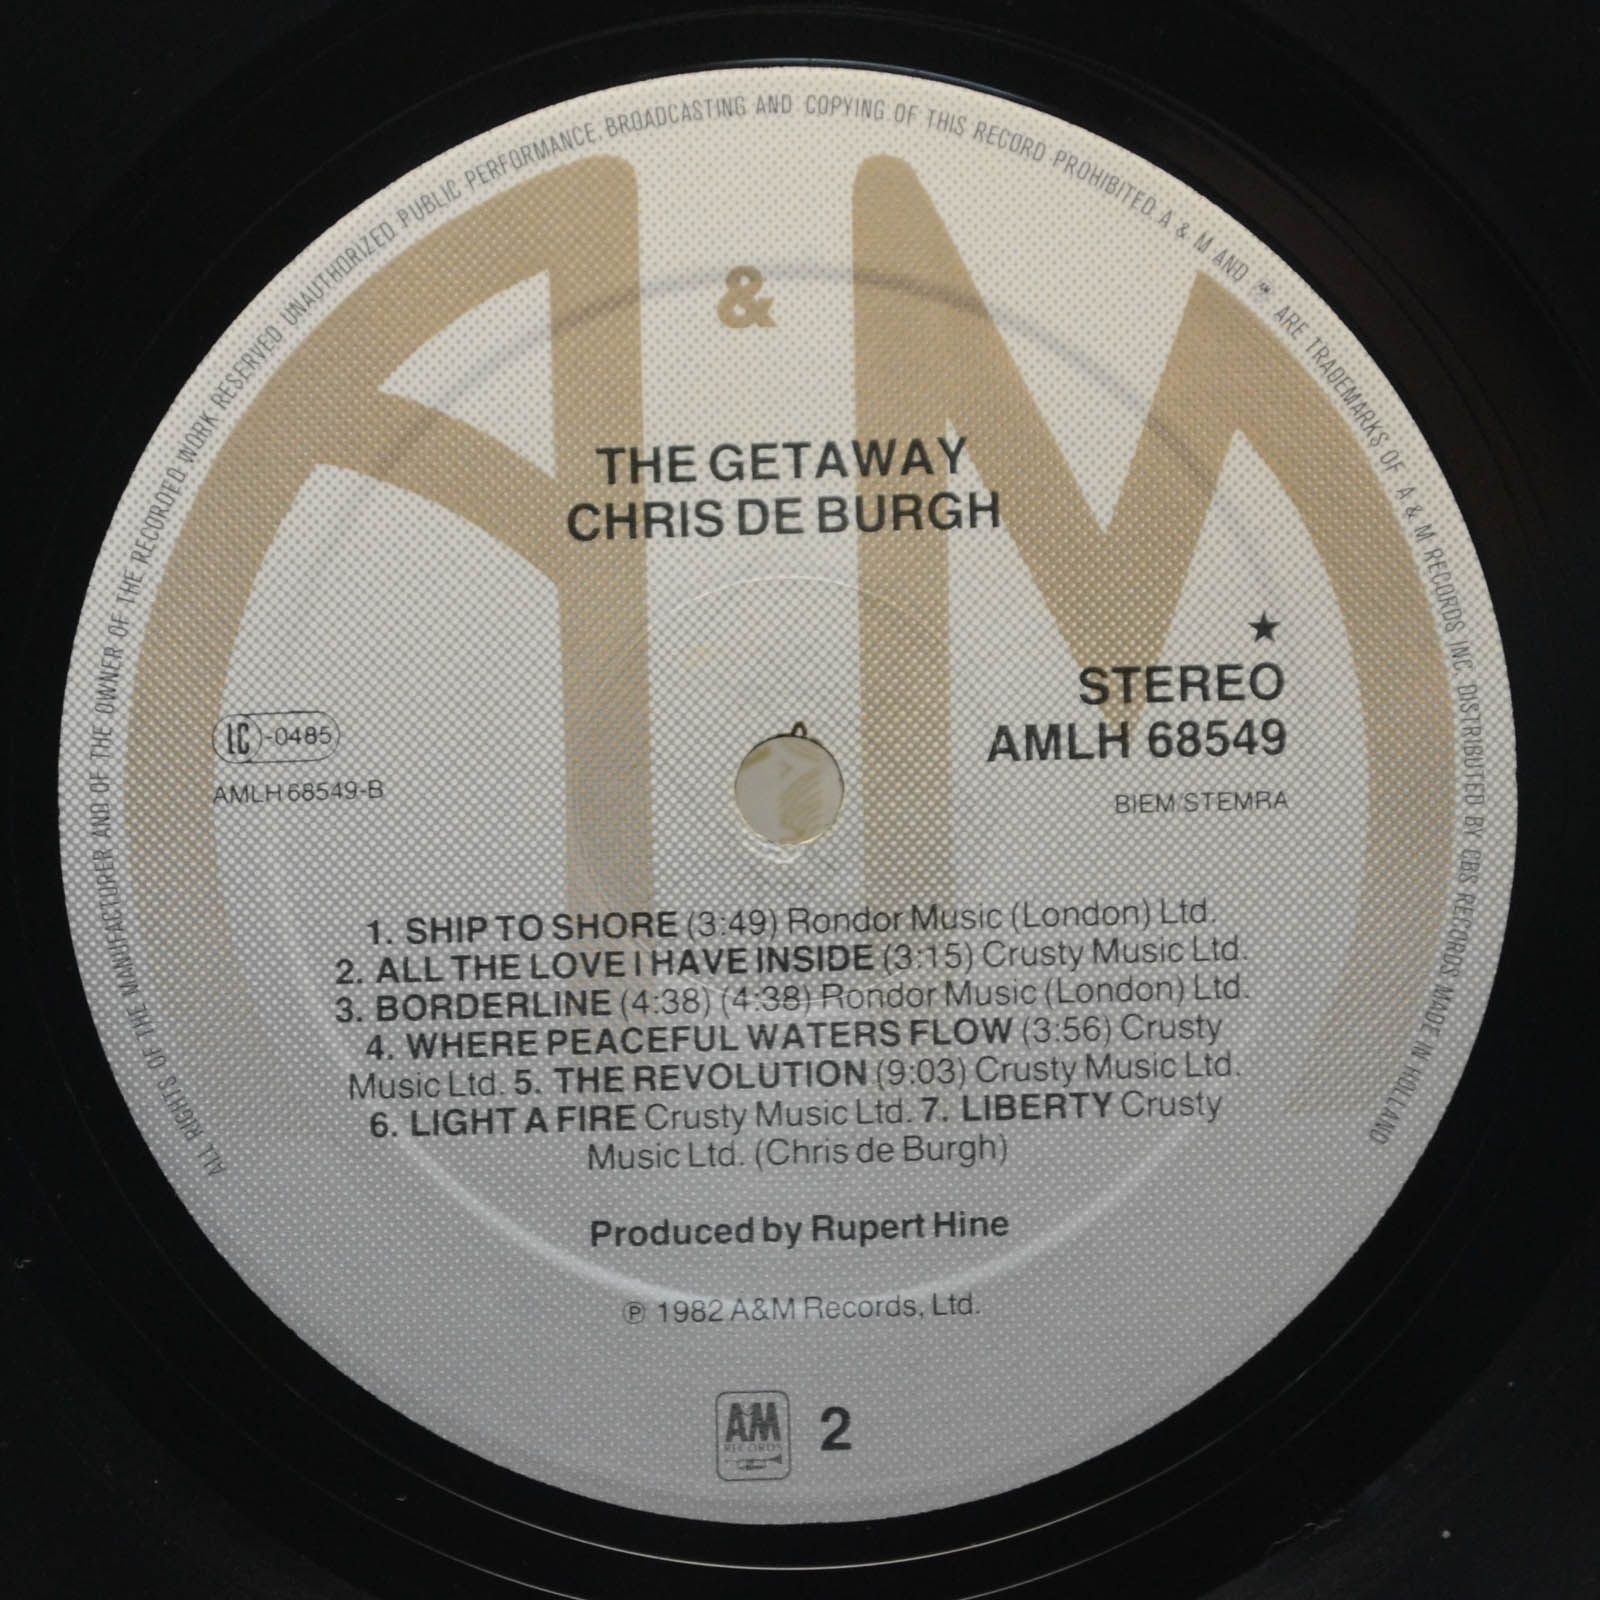 ALL RIGHTS OF THE MANUFACTURER AND OF THE OWNER OF THE RECORDED WORK RESERVED UNAUTHORIZED PUBLIC PERFORMANCE, BROADCASTING AND COPYING OF THIS RECORD PROHIBITED. A & M AND ARE TRADEMARKS OF A & M RECORDS INC. DISTRIBUTED BY CBS RECORDS MADE IN HOLLAND
A & M
THE GETAWAY
CHRIS DE BURGH
★
STEREO
AMLH 68549
BIEM/STEMRA
LC-0485
AMLH 68549-B
1. SHIP TO SHORE (3:49) Rondor Music (London) Ltd.
2. ALL THE LOVE I HAVE INSIDE (3:15) Crusty Music Ltd.
3. BORDERLINE (4:38) (4:38) Rondor Music (London) Ltd.
4. WHERE PEACEFUL WATERS FLOW (3:56) Crusty
Music Ltd. 5. THE REVOLUTION (9:03) Crusty Music Ltd.
6. LIGHT A FIRE Crusty Music Ltd. 7. LIBERTY Crusty
Music Ltd. (Chris de Burgh)
Produced by Rupert Hine
℗ 1982 A&M Records, Ltd.
AM
RECORDS
2